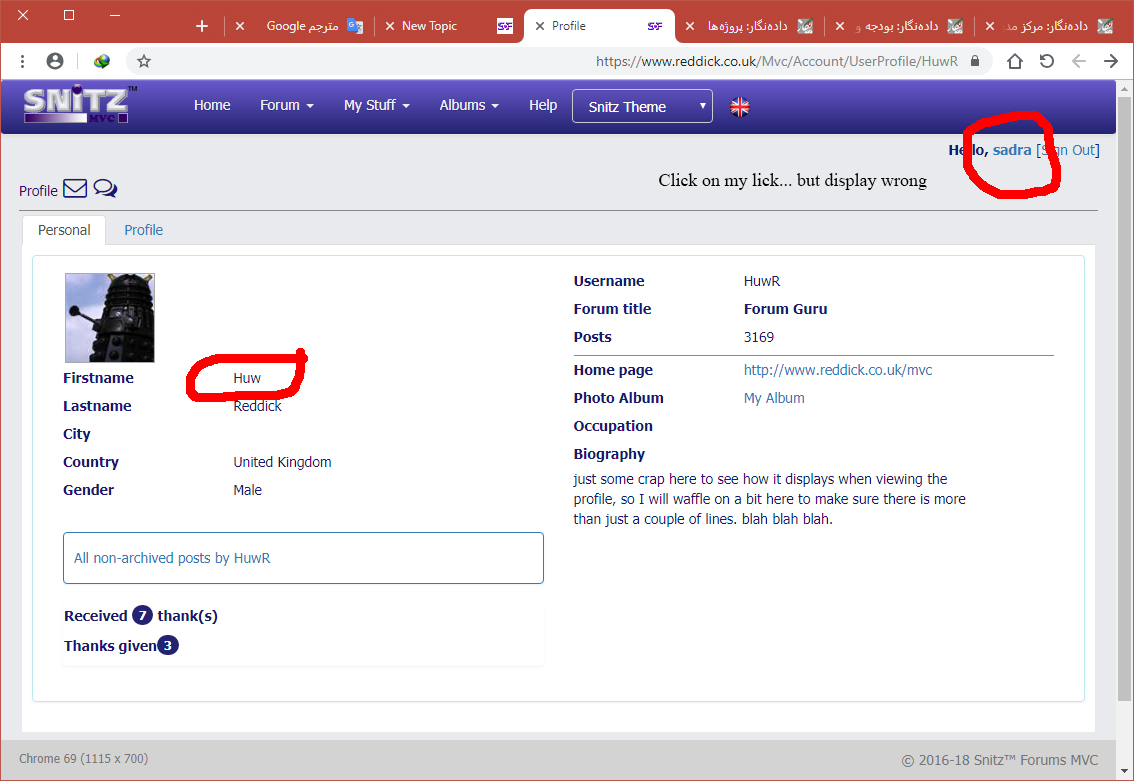 Google مترجم
New Topic
Profile
داده‌نگار: پروژه‌ها
داده‌نگار: بودجه و
داده‌نگار: مرکز مد
https://www.reddick.co.uk/Mvc/Account/UserProfile/HuwR
SNiTZ™
MVC
Home Forum My Stuff Albums Help Snitz Theme
Hello, sadra [Sign Out]
Click on my lick... but display wrong
Profile
Personal Profile
Username HuwR
Forum title Forum Guru
Posts 3169
Firstname Huw
Lastname Reddick
City
Country United Kingdom
Gender Male
Home page http://www.reddick.co.uk/mvc
Photo Album My Album
Occupation
Biography
just some crap here to see how it displays when viewing the
profile, so I will waffle on a bit here to make sure there is more
than just a couple of lines. blah blah blah.
All non-archived posts by HuwR
Received 7 thank(s)
Thanks given 3
Chrome 69 (1115 x 700)
© 2016-18 Snitz™ Forums MVC